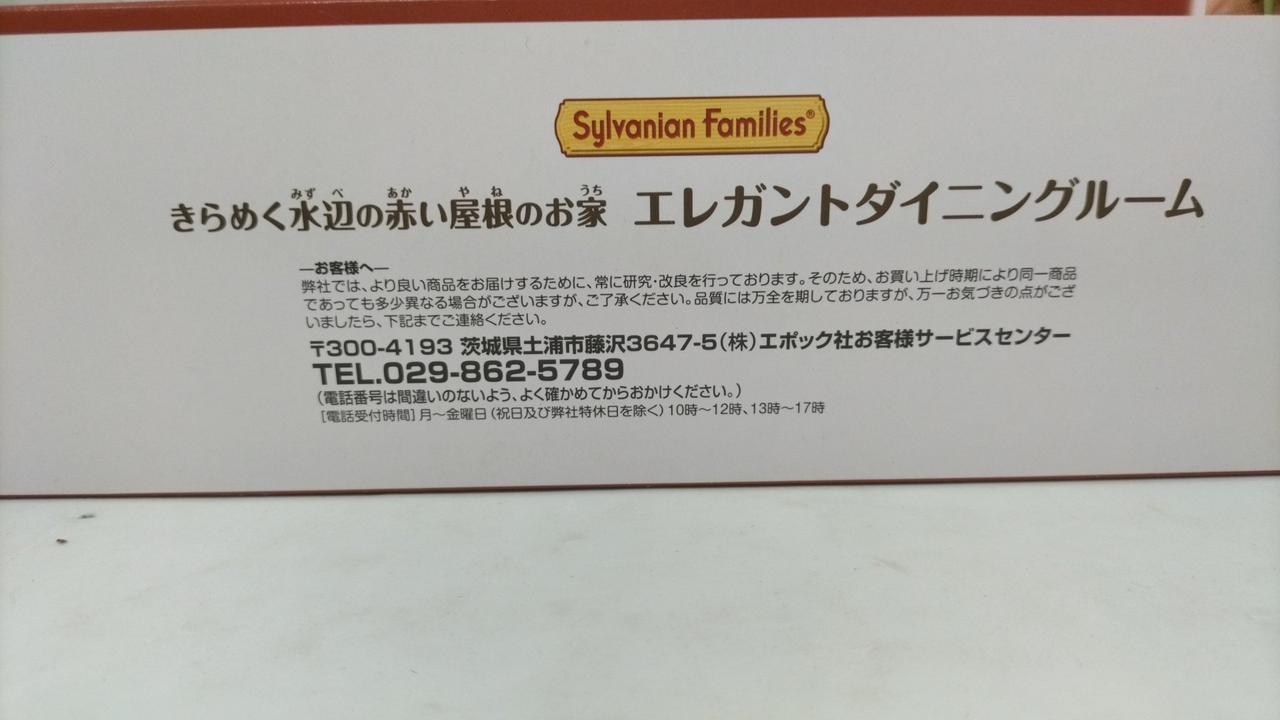 Sylvanian Families®
みずべ あか やね うち
きらめく水辺の赤い屋根のお家 エレガントダイニングルーム
―お客様へ―
弊社では、より良い商品をお届けするために、常に研究・改良を行っております。そのため、お買い上げ時期により同一商品
であっても多少異なる場合がございますが、ご了承ください。品質には万全を期しておりますが、万一お気づきの点がござ
いましたら、下記までご連絡ください。
〒300-4193 茨城県土浦市藤沢3647-5(株)エポック社お客様サービスセンター
TEL.029-862-5789
(電話番号は間違いのないよう、よく確かめてからおかけください。)
[電話受付時間]月〜金曜日(祝日及び弊社特休日を除く)10時〜12時、13時〜17時